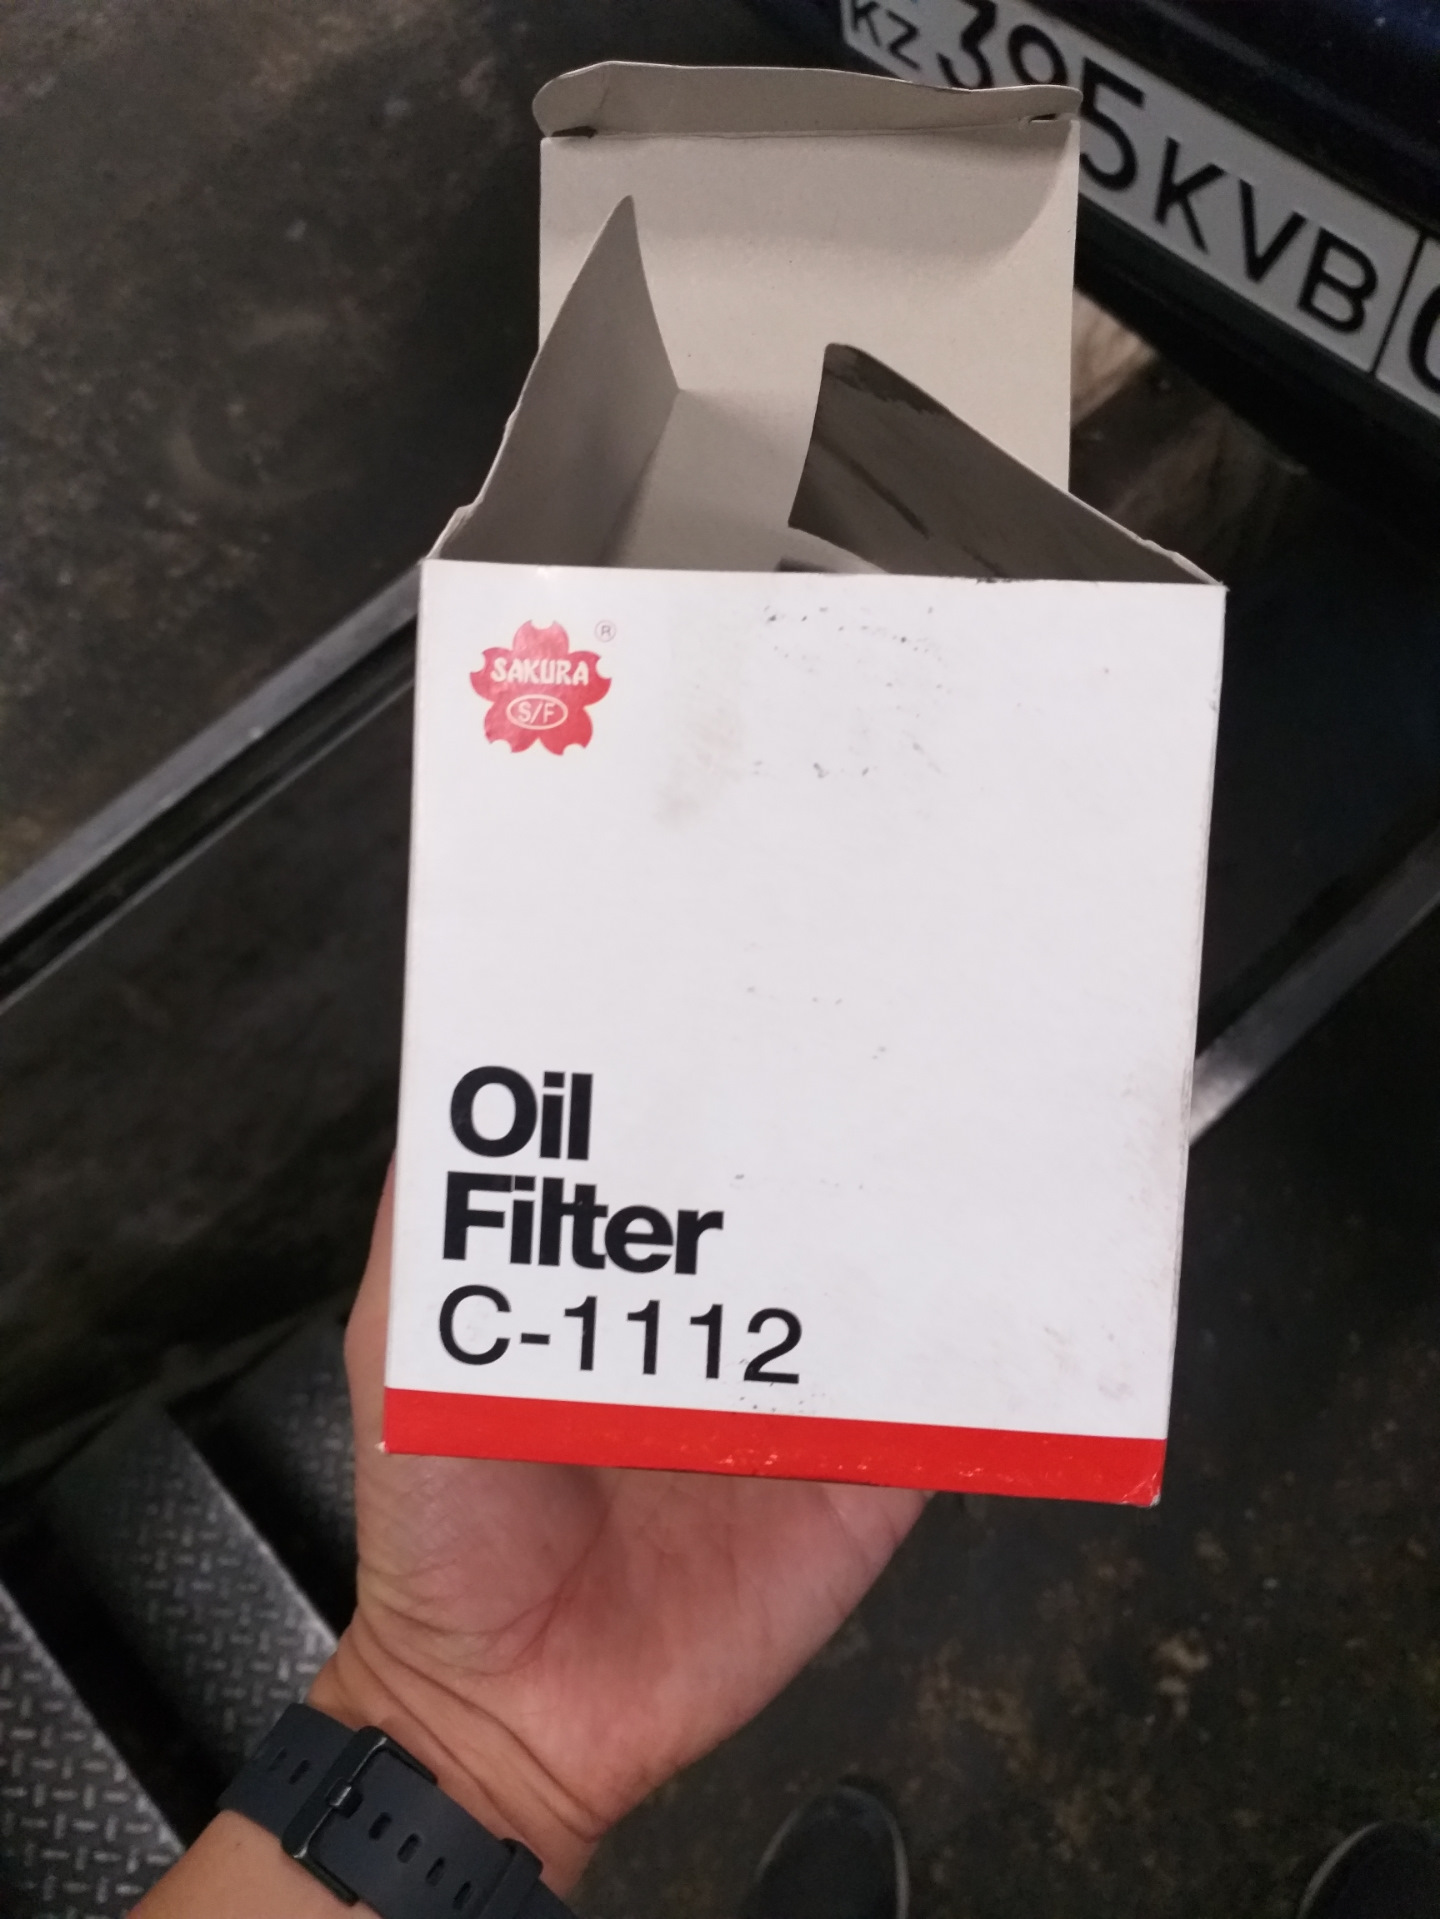 KZ 395KVB
SAKURA
®
S/F
Oil
Filter
C-1112